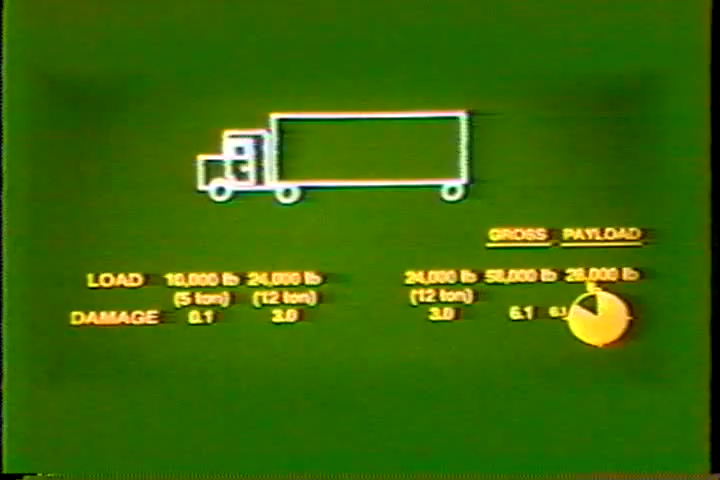 GROSS PAYLOAD
LOAD 10,000 lb 24,000 lb 24,000 lb 58,000 lb 28,000 lb
(5 ton) (12 ton) (12 ton)
DAMAGE 0.1 3.0 3.0 6.1